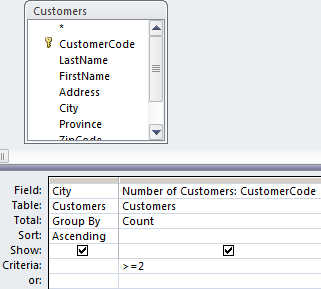 Customers
*
CustomerCode
LastName
FirstName
Address
City
Province
ZipCode
Field: City Number of Customers: CustomerCode
Table: Customers Customers
Total: Group By Count
Sort: Ascending
Show:
Criteria: >=2
or: